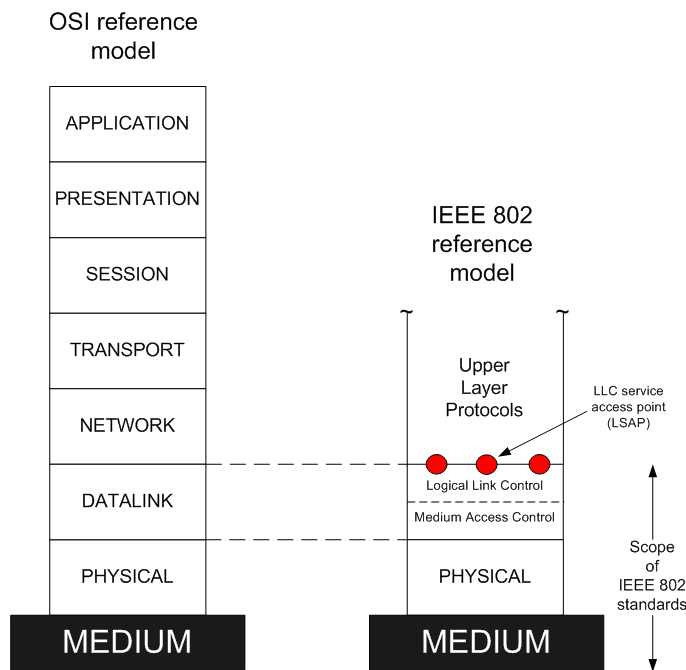 OSI reference
model
APPLICATION
PRESENTATION
SESSION
TRANSPORT
NETWORK
DATALINK
PHYSICAL
MEDIUM
IEEE 802
reference
model
~
~
Upper
Layer
Protocols
LLC service
access point
(LSAP)
Logical Link Control
Medium Access Control
PHYSICAL
MEDIUM
Scope
of
IEEE 802
standards